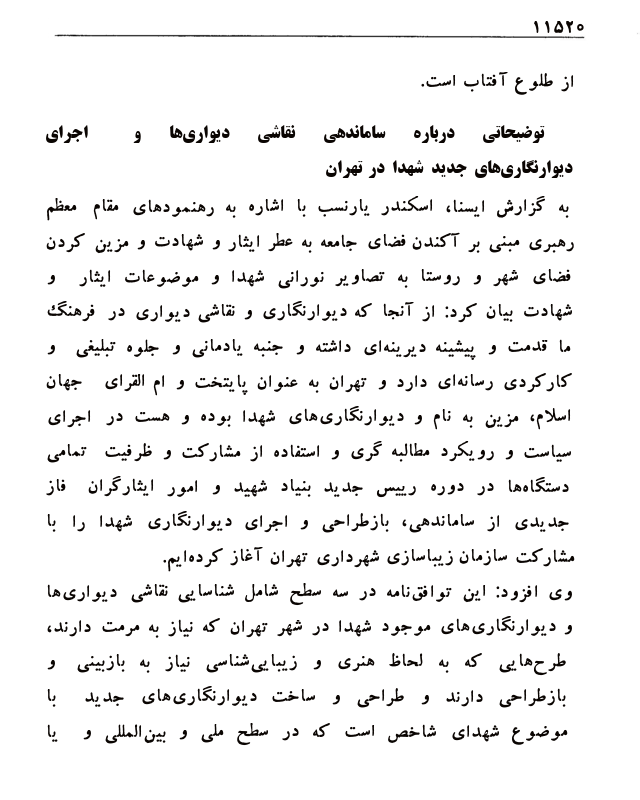 ۱۱۵۲۰
از طلوع آفتاب است.
توضیحاتی درباره ساماندهی نقاشی دیواری‌ها و اجرای
دیوارنگاری‌های جدید شهدا در تهران
به گزارش ایسنا، اسکندر یارنسب با اشاره به رهنمودهای مقام معظم
رهبری مبنی بر آکندن فضای جامعه به عطر ایثار و شهادت و مزین کردن
فضای شهر و روستا به تصاویر نورانی شهدا و موضوعات ایثار و
شهادت بیان کرد: از آنجا که دیوارنگاری و نقاشی دیواری در فرهنگ
ما قدمت و پیشینه دیرینه‌ای داشته و جنبه یادمانی و جلوه تبلیغی و
کارکردی رسانه‌ای دارد و تهران به عنوان پایتخت و ام القرای جهان
اسلام، مزین به نام و دیوارنگاری‌های شهدا بوده و هست در اجرای
سیاست و رویکرد مطالبه گری و استفاده از مشارکت و ظرفیت تمامی
دستگاه‌ها در دوره رییس جدید بنیاد شهید و امور ایثارگران فاز
جدیدی از ساماندهی، بازطراحی و اجرای دیوارنگاری شهدا را با
مشارکت سازمان زیباسازی شهرداری تهران آغاز کرده‌ایم.
وی افزود: این توافق‌نامه در سه سطح شامل شناسایی نقاشی دیواری‌ها
و دیوارنگاری‌های موجود شهدا در شهر تهران که نیاز به مرمت دارند،
طرح‌هایی که به لحاظ هنری و زیبایی‌شناسی نیاز به بازبینی و
بازطراحی دارند و طراحی و ساخت دیوارنگاری‌های جدید با
موضوع شهدای شاخص است که در سطح ملی و بین‌المللی و یا